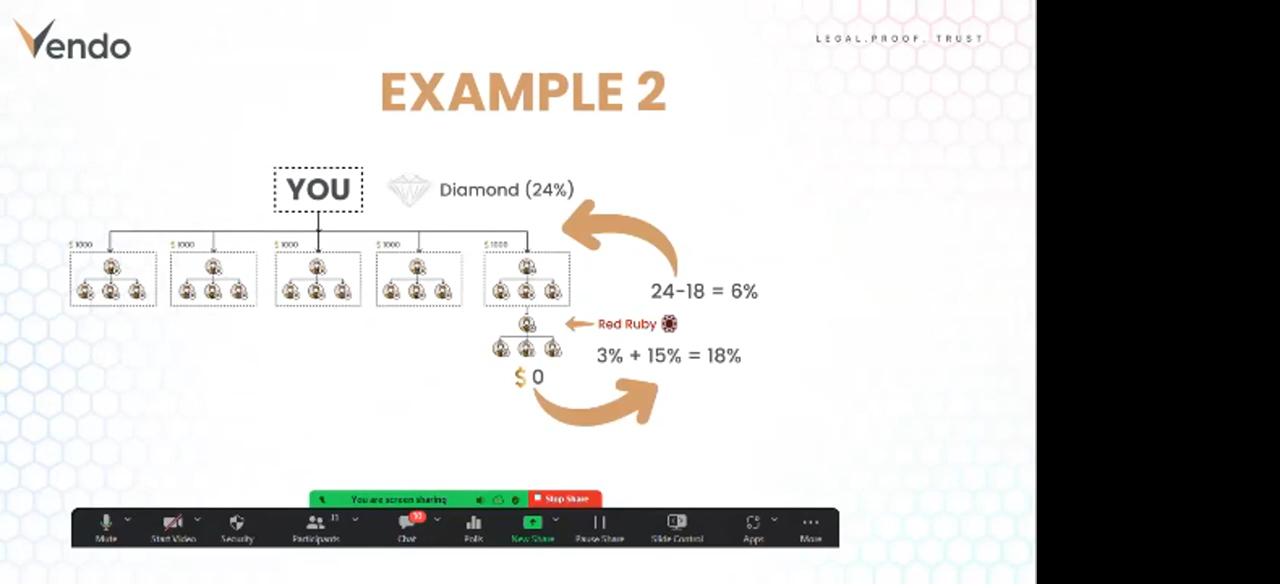 Vendo
LEGAL.PROOF. TRUST
EXAMPLE 2
YOU
Diamond (24%)
$ 1000
$ 1000
$ 1000
$ 1000
$ 1000
24-18 = 6%
Red Ruby
3% + 15% = 18%
$ 0
You are screen sharing
Stop Share
Mute
Start Video
Security
Participants
11
Chat
10
Polls
New Share
Pause Share
Slide Control
Apps
More